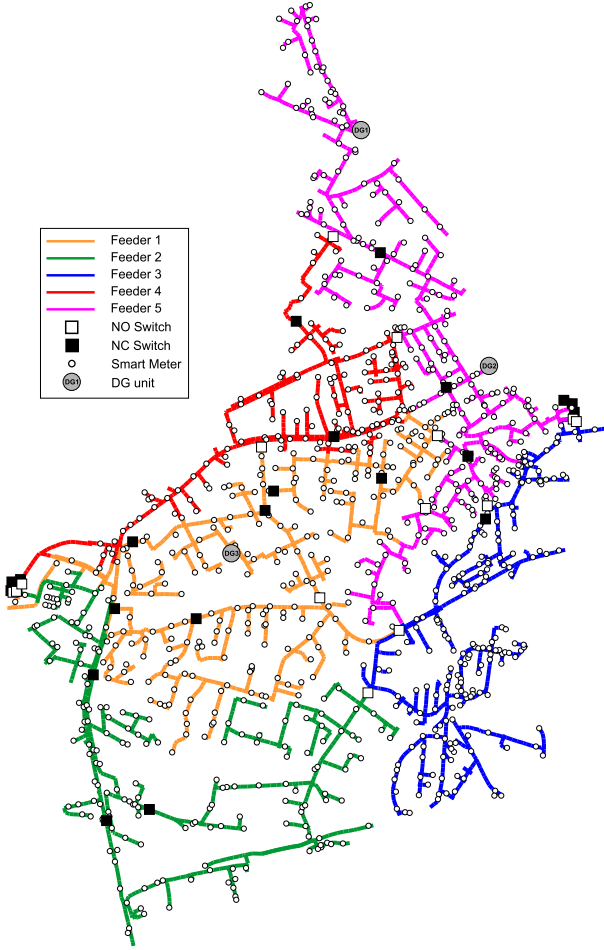 DG1
Feeder 1
Feeder 2
Feeder 3
Feeder 4
Feeder 5
NO Switch
NC Switch
Smart Meter
DG1 DG unit
DG2
DG3